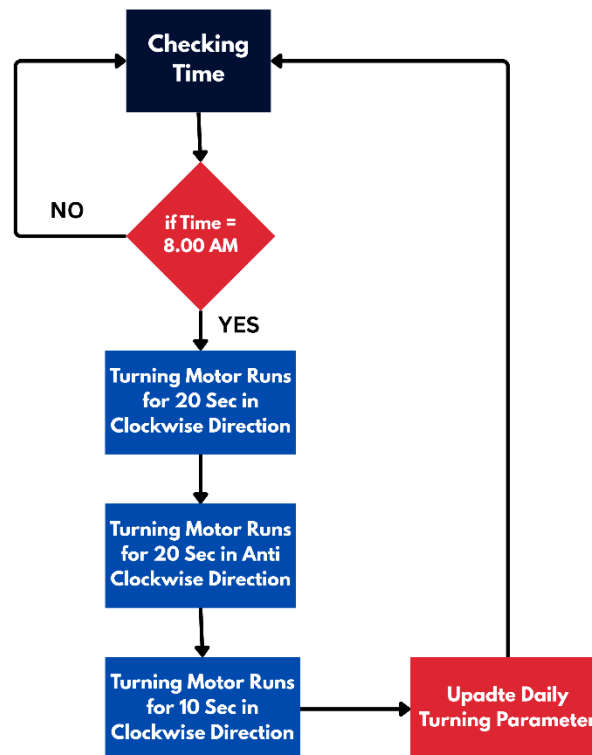 Checking
Time
if Time =
8.00 AM
NO
YES
Turning Motor Runs
for 20 Sec in
Clockwise Direction
Turning Motor Runs
for 20 Sec in Anti
Clockwise Direction
Turning Motor Runs
for 10 Sec in
Clockwise Direction
Upadte Daily
Turning Parameter